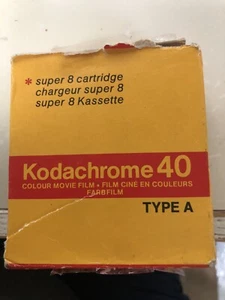 * super 8 cartridge
chargeur super 8
super 8 Kassette
Kodachrome 40
COLOUR MOVIE FILM • FILM CINÉ EN COULEURS
FARBFILM
TYPE A